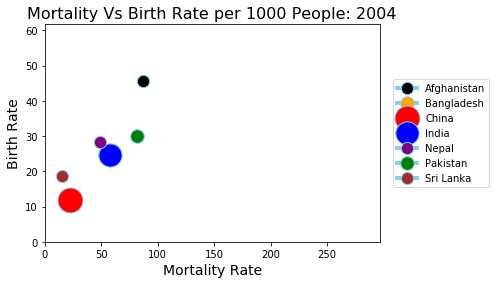 Mortality Vs Birth Rate per 1000 People: 2004
60
50
40
30
20
10
0
Birth Rate
0 50 100 150 200 250
Mortality Rate
Afghanistan
Bangladesh
China
India
Nepal
Pakistan
Sri Lanka